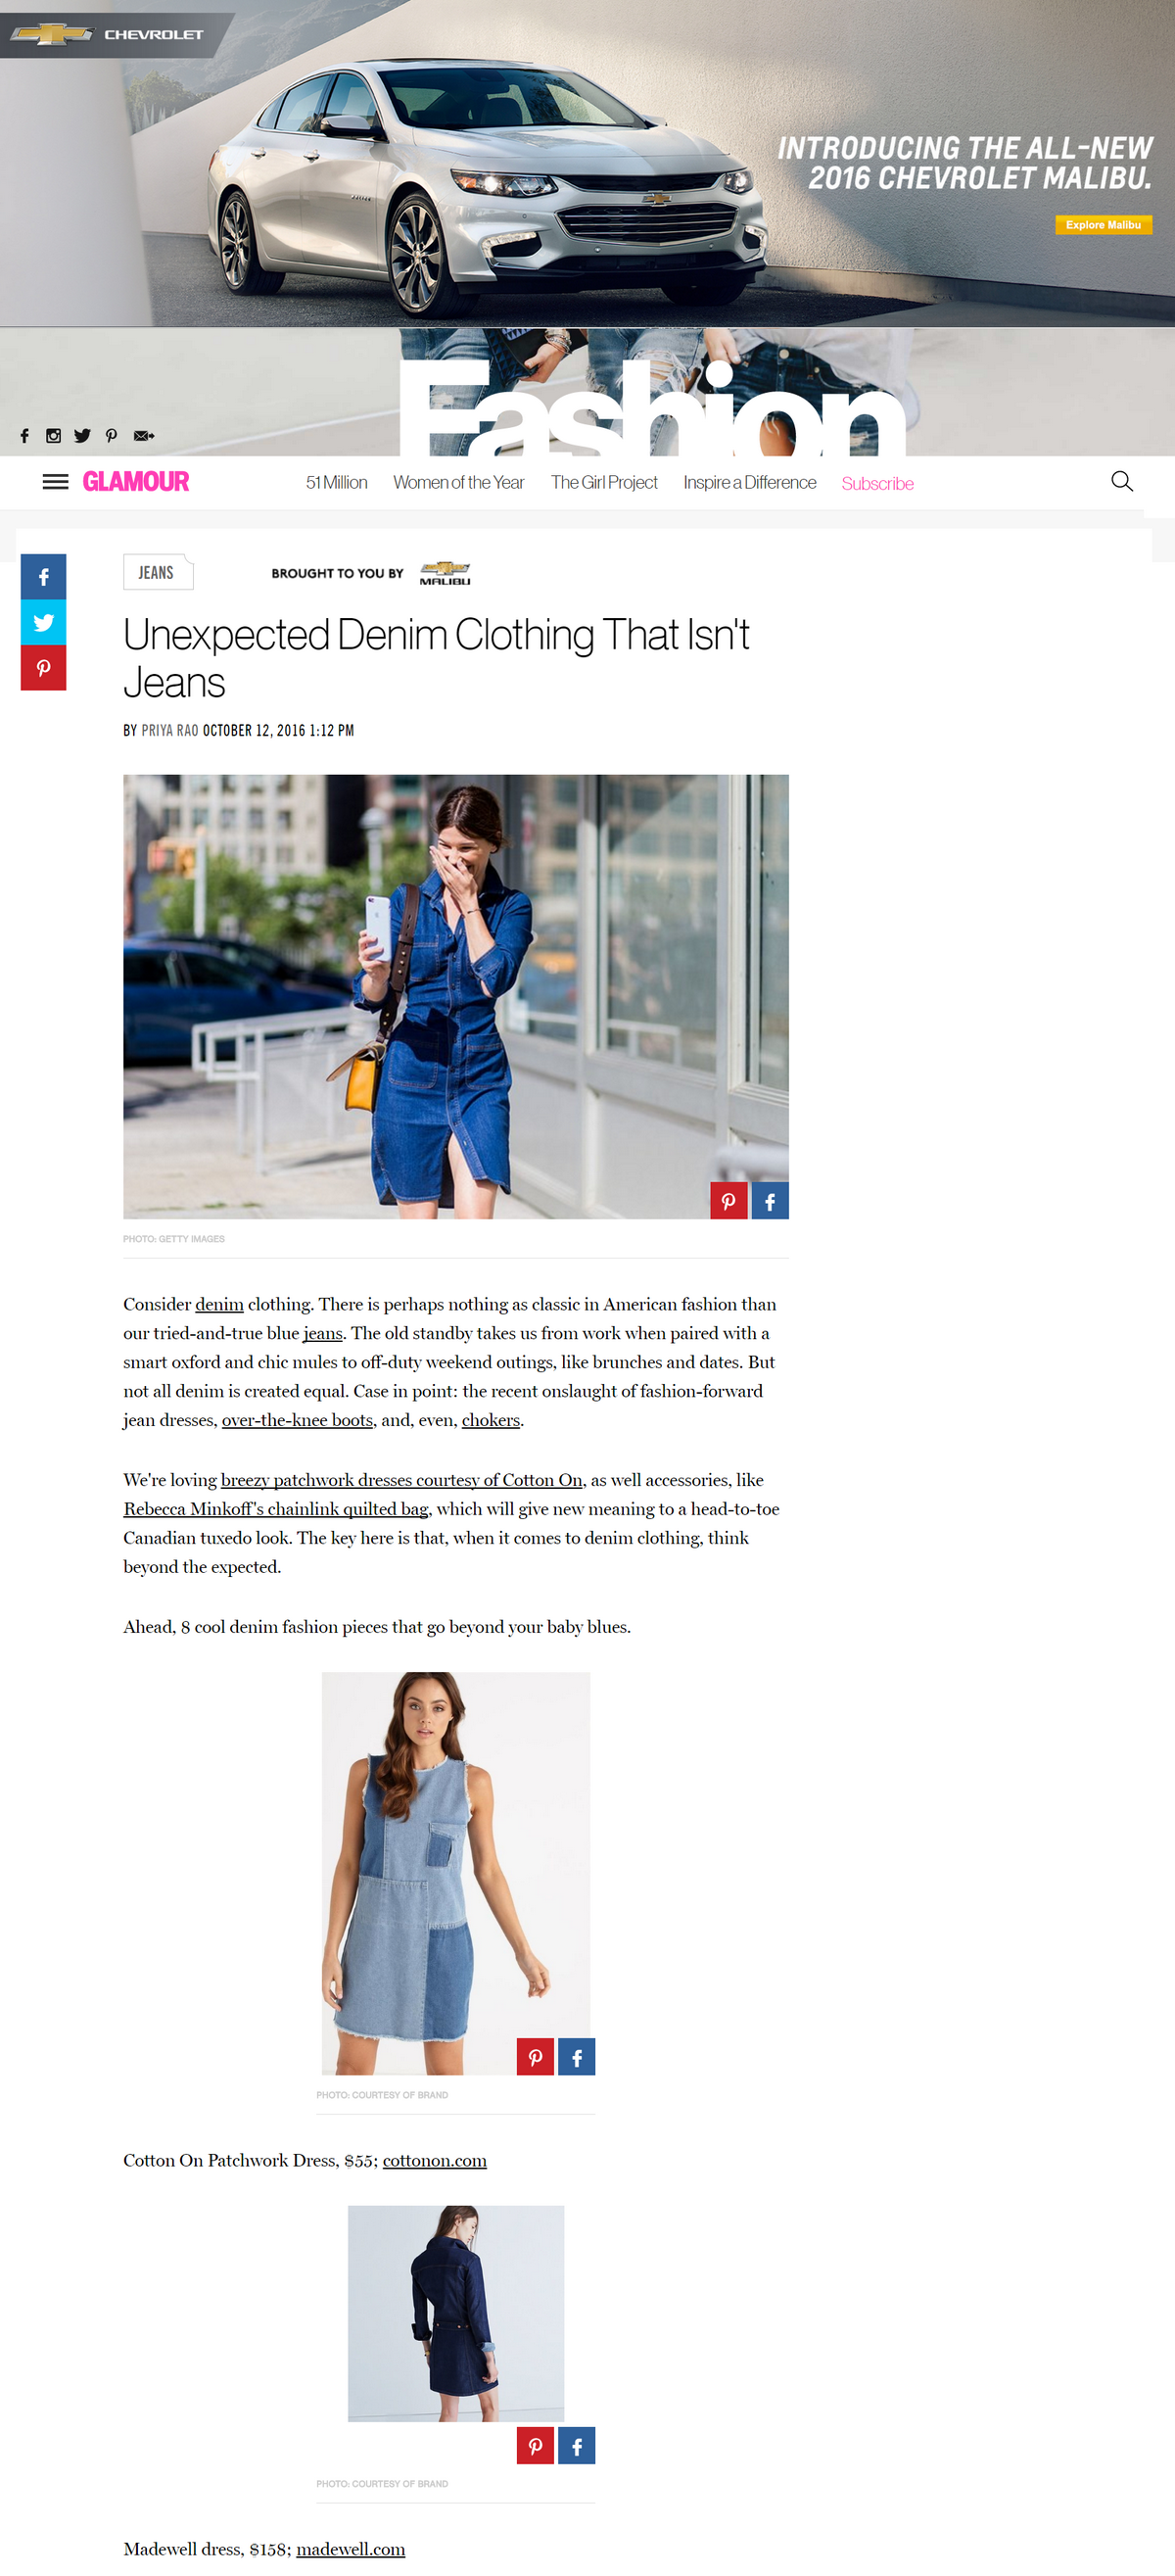 CHEVROLET
INTRODUCING THE ALL-NEW
2016 CHEVROLET MALIBU.
Explore Malibu
Fashion
GLAMOUR
51 Million
Women of the Year
The Girl Project
Inspire a Difference
Subscribe
JEANS
BROUGHT TO YOU BY
MALIBU
Unexpected Denim Clothing That Isn't
Jeans
BY PRIYA RAO OCTOBER 12, 2016 1:12 PM
PHOTO: GETTY IMAGES
Consider denim clothing. There is perhaps nothing as classic in American fashion than
our tried-and-true blue jeans. The old standby takes us from work when paired with a
smart oxford and chic mules to off-duty weekend outings, like brunches and dates. But
not all denim is created equal. Case in point: the recent onslaught of fashion-forward
jean dresses, over-the-knee boots, and, even, chokers.
We're loving breezy patchwork dresses courtesy of Cotton On, as well accessories, like
Rebecca Minkoff's chainlink quilted bag, which will give new meaning to a head-to-toe
Canadian tuxedo look. The key here is that, when it comes to denim clothing, think
beyond the expected.
Ahead, 8 cool denim fashion pieces that go beyond your baby blues.
PHOTO: COURTESY OF BRAND
Cotton On Patchwork Dress, $55; cottonon.com
PHOTO: COURTESY OF BRAND
Madewell dress, $158; madewell.com